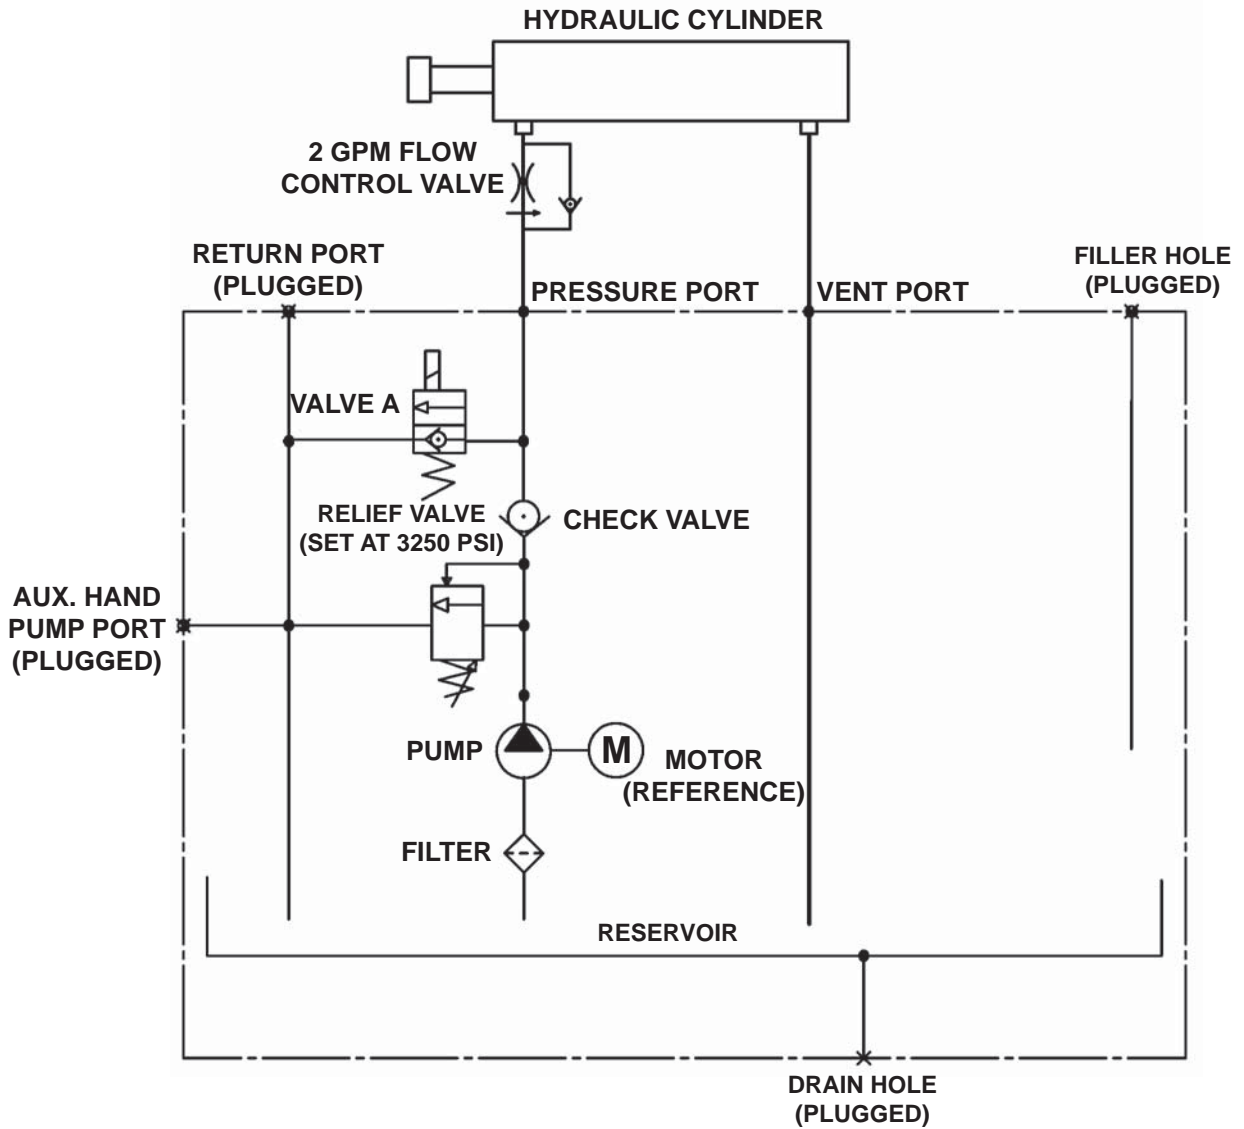 HYDRAULIC CYLINDER
2 GPM FLOW
CONTROL VALVE
RETURN PORT
(PLUGGED)
PRESSURE PORT
VENT PORT
FILLER HOLE
(PLUGGED)
VALVE A
RELIEF VALVE
(SET AT 3250 PSI)
CHECK VALVE
AUX. HAND
PUMP PORT
(PLUGGED)
PUMP
M
MOTOR
(REFERENCE)
FILTER
RESERVOIR
DRAIN HOLE
(PLUGGED)